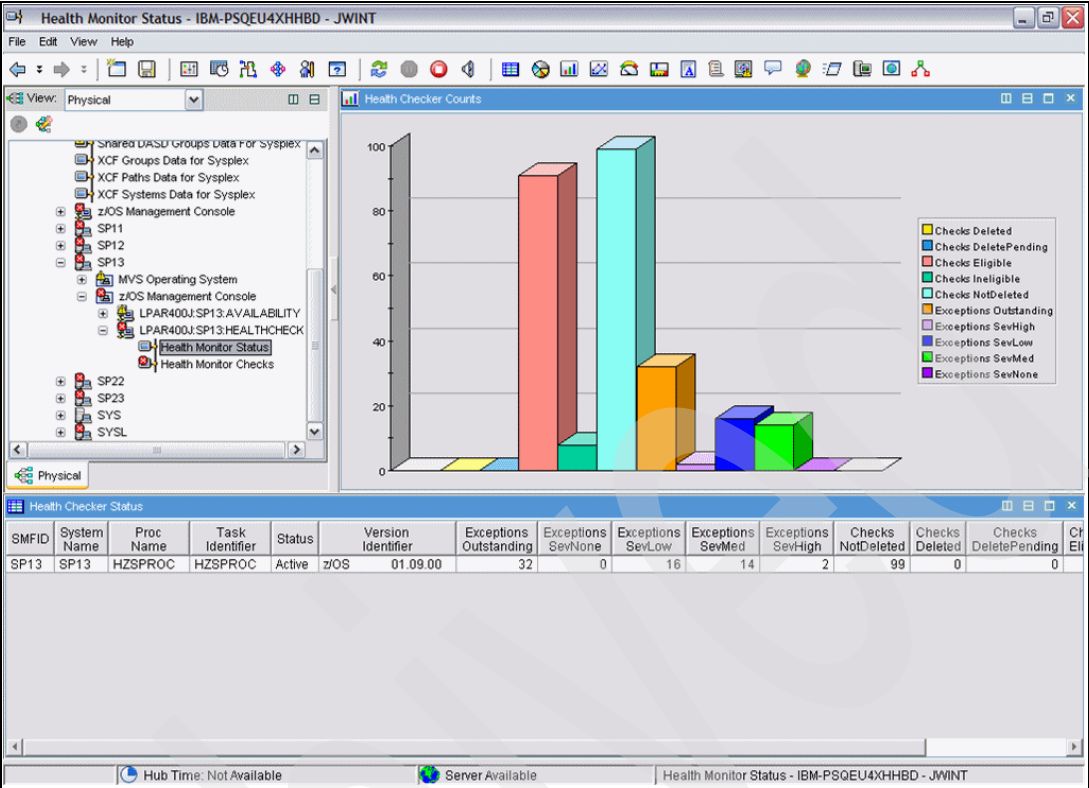 Health Monitor Status - IBM-PSQEU4XHHBD - JWINT
File Edit View Help
View: Physical
Shared DASD Groups Data For Sysplex
XCF Groups Data for Sysplex
XCF Paths Data for Sysplex
XCF Systems Data for Sysplex
z/OS Management Console
SP11
SP12
SP13
MVS Operating System
z/OS Management Console
LPAR400J:SP13:AVAILABILITY
LPAR400J:SP13:HEALTHCHECK
Health Monitor Status
Health Monitor Checks
SP22
SP23
SYS
SYSL
Physical
Health Checker Counts
100
80
60
40
20
0
Checks Deleted
Checks DeletePending
Checks Eligible
Checks Ineligible
Checks NotDeleted
Exceptions Outstanding
Exceptions SevHigh
Exceptions SevLow
Exceptions SevMed
Exceptions SevNone
Health Checker Status
SMFID System Name Proc Name Task Identifier Status Version Identifier Exceptions Outstanding Exceptions SevNone Exceptions SevLow Exceptions SevMed Exceptions SevHigh Checks NotDeleted Checks Deleted Checks DeletePending Ch Eli
SP13 SP13 HZSPROC HZSPROC Active z/OS 01.09.00 32 0 16 14 2 99 0 0
Hub Time: Not Available Server Available Health Monitor Status - IBM-PSQEU4XHHBD - JWINT